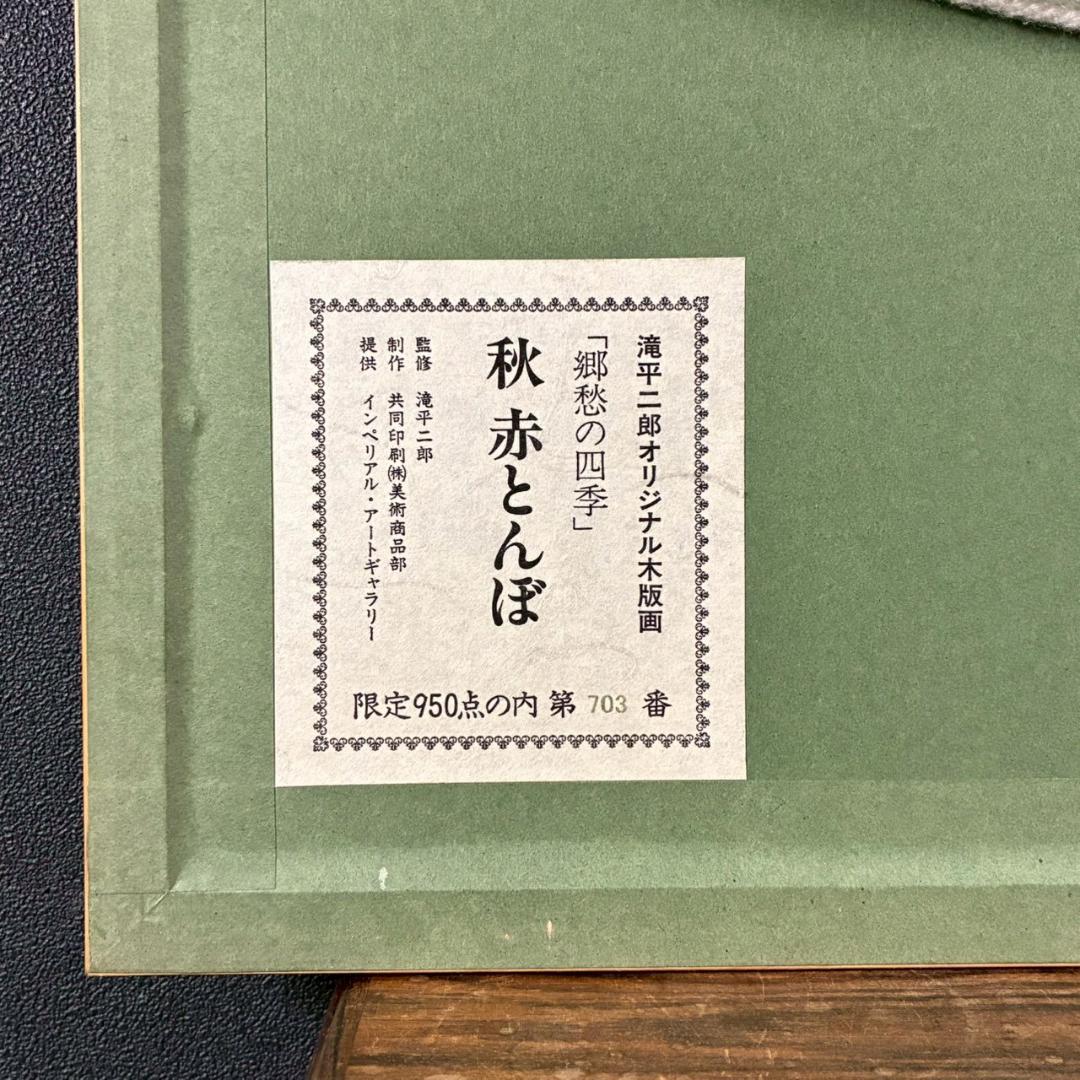 滝平二郎オリジナル木版画
「郷愁の四季」
秋 赤とんぼ
監修 滝平二郎
制作 共同印刷㈱美術商品部
提供 インペリアル・アートギャラリー
限定950点の内 第 703 番